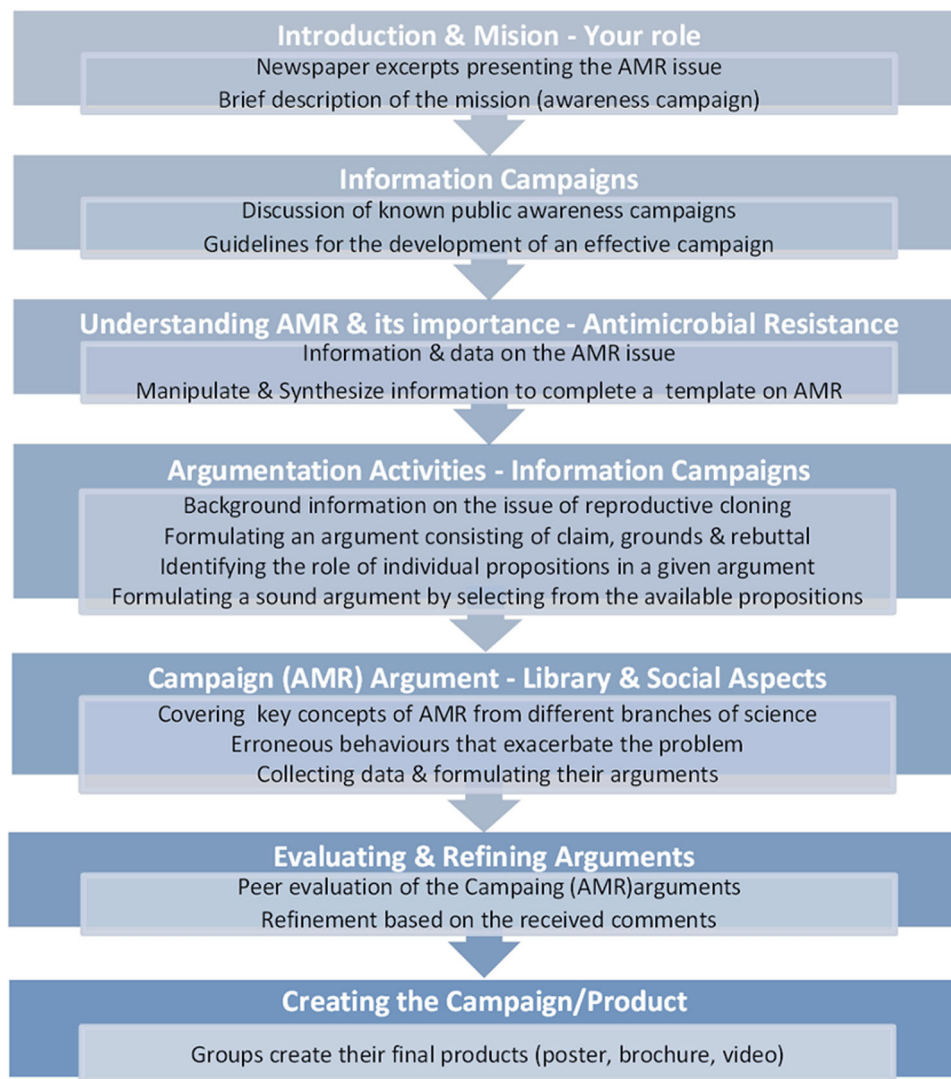 Introduction & Mision - Your role
Newspaper excerpts presenting the AMR issue
Brief description of the mission (awareness campaign)
Information Campaigns
Discussion of known public awareness campaigns
Guidelines for the development of an effective campaign
Understanding AMR & its importance - Antimicrobial Resistance
Information & data on the AMR issue
Manipulate & Synthesize information to complete a template on AMR
Argumentation Activities - Information Campaigns
Background information on the issue of reproductive cloning
Formulating an argument consisting of claim, grounds & rebuttal
Identifying the role of individual propositions in a given argument
Formulating a sound argument by selecting from the available propositions
Campaign (AMR) Argument - Library & Social Aspects
Covering key concepts of AMR from different branches of science
Erroneous behaviours that exacerbate the problem
Collecting data & formulating their arguments
Evaluating & Refining Arguments
Peer evaluation of the Campaing (AMR)arguments
Refinement based on the received comments
Creating the Campaign/Product
Groups create their final products (poster, brochure, video)